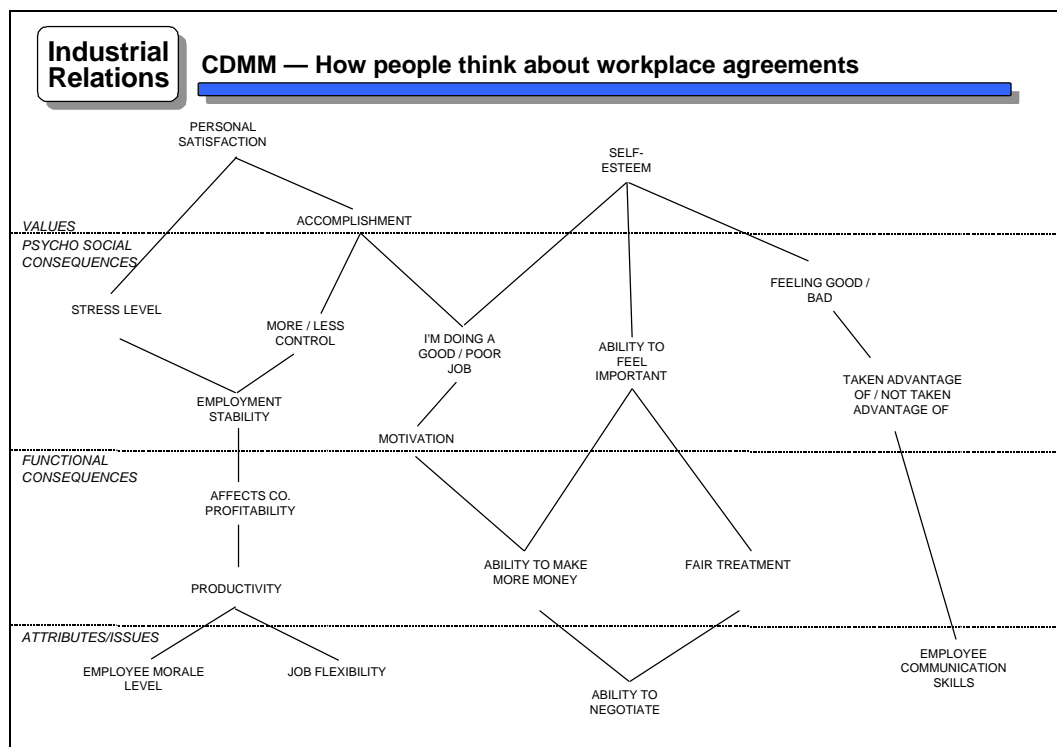 Industrial
Relations
CDMM — How people think about workplace agreements
PERSONAL
SATISFACTION
SELF-
ESTEEM
ACCOMPLISHMENT
VALUES
PSYCHO SOCIAL
CONSEQUENCES
FEELING GOOD /
BAD
STRESS LEVEL
MORE / LESS
CONTROL
I'M DOING A
GOOD / POOR
JOB
ABILITY TO
FEEL
IMPORTANT
TAKEN ADVANTAGE
OF / NOT TAKEN
ADVANTAGE OF
EMPLOYMENT
STABILITY
MOTIVATION
FUNCTIONAL
CONSEQUENCES
AFFECTS CO.
PROFITABILITY
ABILITY TO MAKE
MORE MONEY
FAIR TREATMENT
PRODUCTIVITY
ATTRIBUTES/ISSUES
EMPLOYEE MORALE
LEVEL
JOB FLEXIBILITY
ABILITY TO
NEGOTIATE
EMPLOYEE
COMMUNICATION
SKILLS